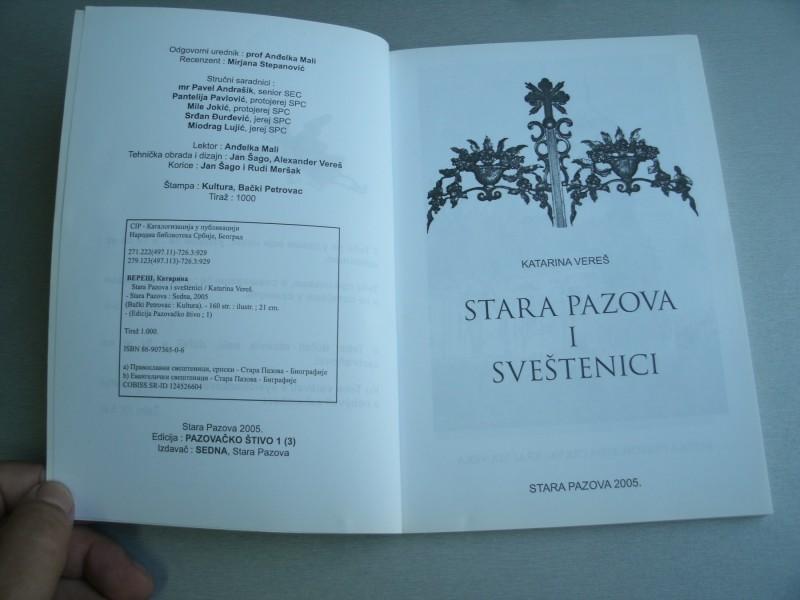 Odgovorni urednik : prof Anđelka Mali
Recenzent : Mirjana Stepanović
Stručni saradnici :
mr Pavel Andrašik, senior SEC
Pantelija Pavlović, protojerej SPC
Mile Jokić, protojerej SPC
Srđan Đurđević, jerej SPC
Miodrag Lujić, jerej SPC
Lektor : Anđelka Mali
Tehnička obrada i dizajn : Jan Šago, Alexander Vereš
Korice : Jan Šago i Rudi Meršak
Štampa : Kultura, Bački Petrovac
Tiraž : 1000
CIP - Каталогизација у публикацији
Народна библиотека Србије, Београд
271.222(497.11)-726.3:929
279.123(497.113)-726.3:929
ВЕРЕШ, Катарина
Stara Pazova i sveštenici / Katarina Vereš.
- Stara Pazova : Sedna, 2005
(Bački Petrovac : Kultura). - 160 str. : ilustr ; 21 cm.
- (Edicija Pazovačko štivo ; 1)
Tiraž 1.000.
ISBN 86-907365-0-6
a) Православни свештеници, српски - Стара Пазова - Биографије
b) Евангелички свештеници - Стара Пазова - Биграфије
COBISS.SR-ID 124526604
Stara Pazova 2005.
Edicija : PAZOVAČKO ŠTIVO 1 (3)
Izdavač : SEDNA, Stara Pazova
KATARINA VEREŠ
STARA PAZOVA
I
SVEŠTENICI
STARA PAZOVA 2005.